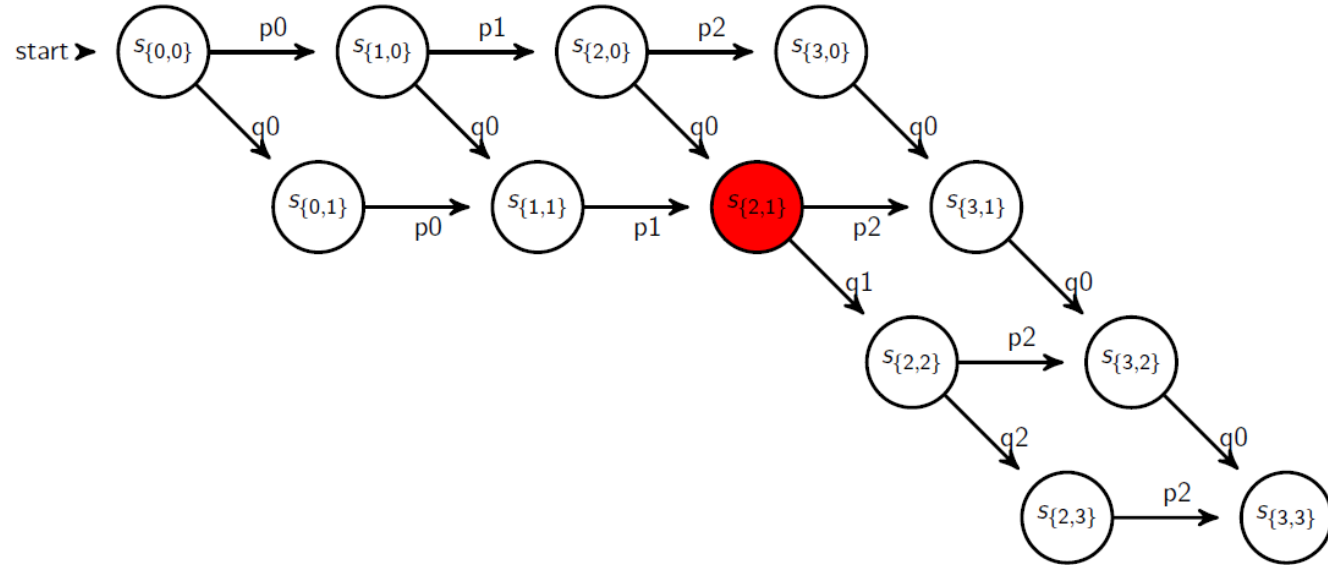 p0 p1 p2
start s{0,0} s{1,0} s{2,0} s{3,0}
q0 q0 q0 q0
s{0,1} s{1,1} s{2,1} s{3,1}
p0 p1 p2
q1 q0
p2
s{2,2} s{3,2}
q2 q0
p2
s{2,3} s{3,3}